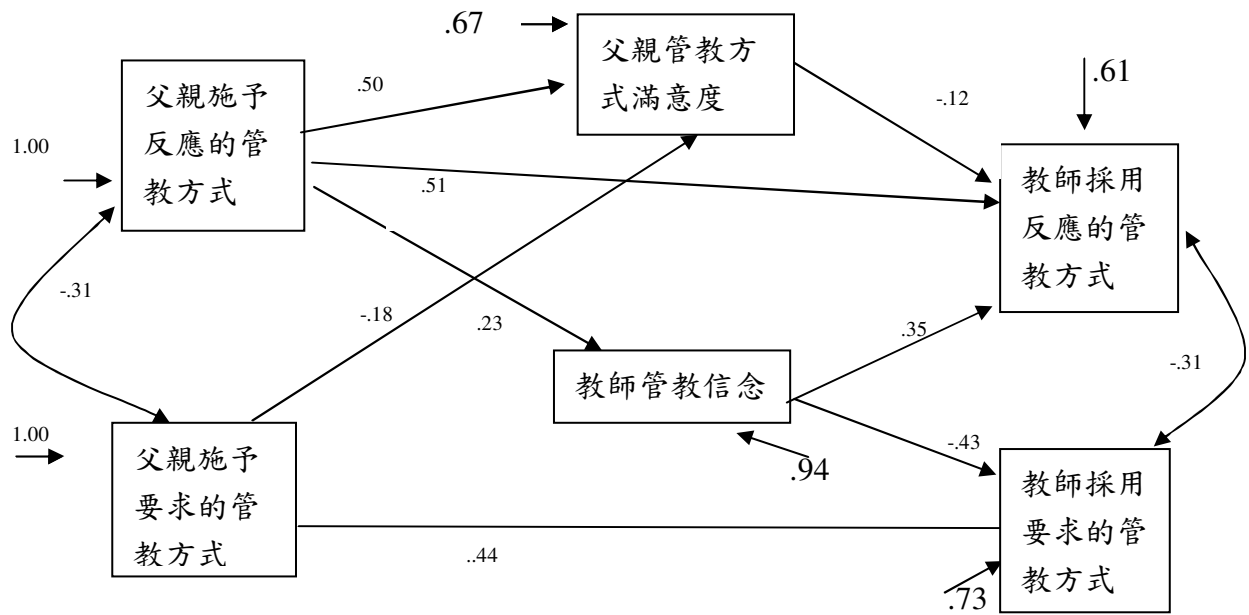 .67
父親管教方
式滿意度
.61
父親施予
反應的管
教方式
.50
-.12
1.00
教師採用
反應的管
教方式
.51
-.31
-.18
.23
.35
教師管教信念
-.31
1.00
父親施予
要求的管
教方式
-.43
.94
教師採用
要求的管
教方式
..44
.73